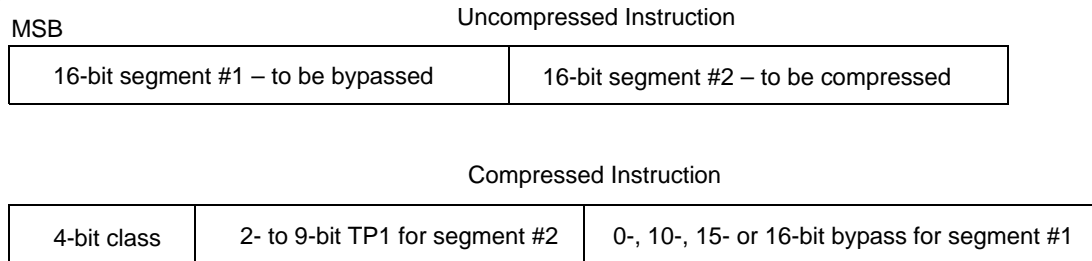 Uncompressed Instruction
MSB
16-bit segment #1 – to be bypassed
16-bit segment #2 – to be compressed
Compressed Instruction
4-bit class
2- to 9-bit TP1 for segment #2
0-, 10-, 15- or 16-bit bypass for segment #1